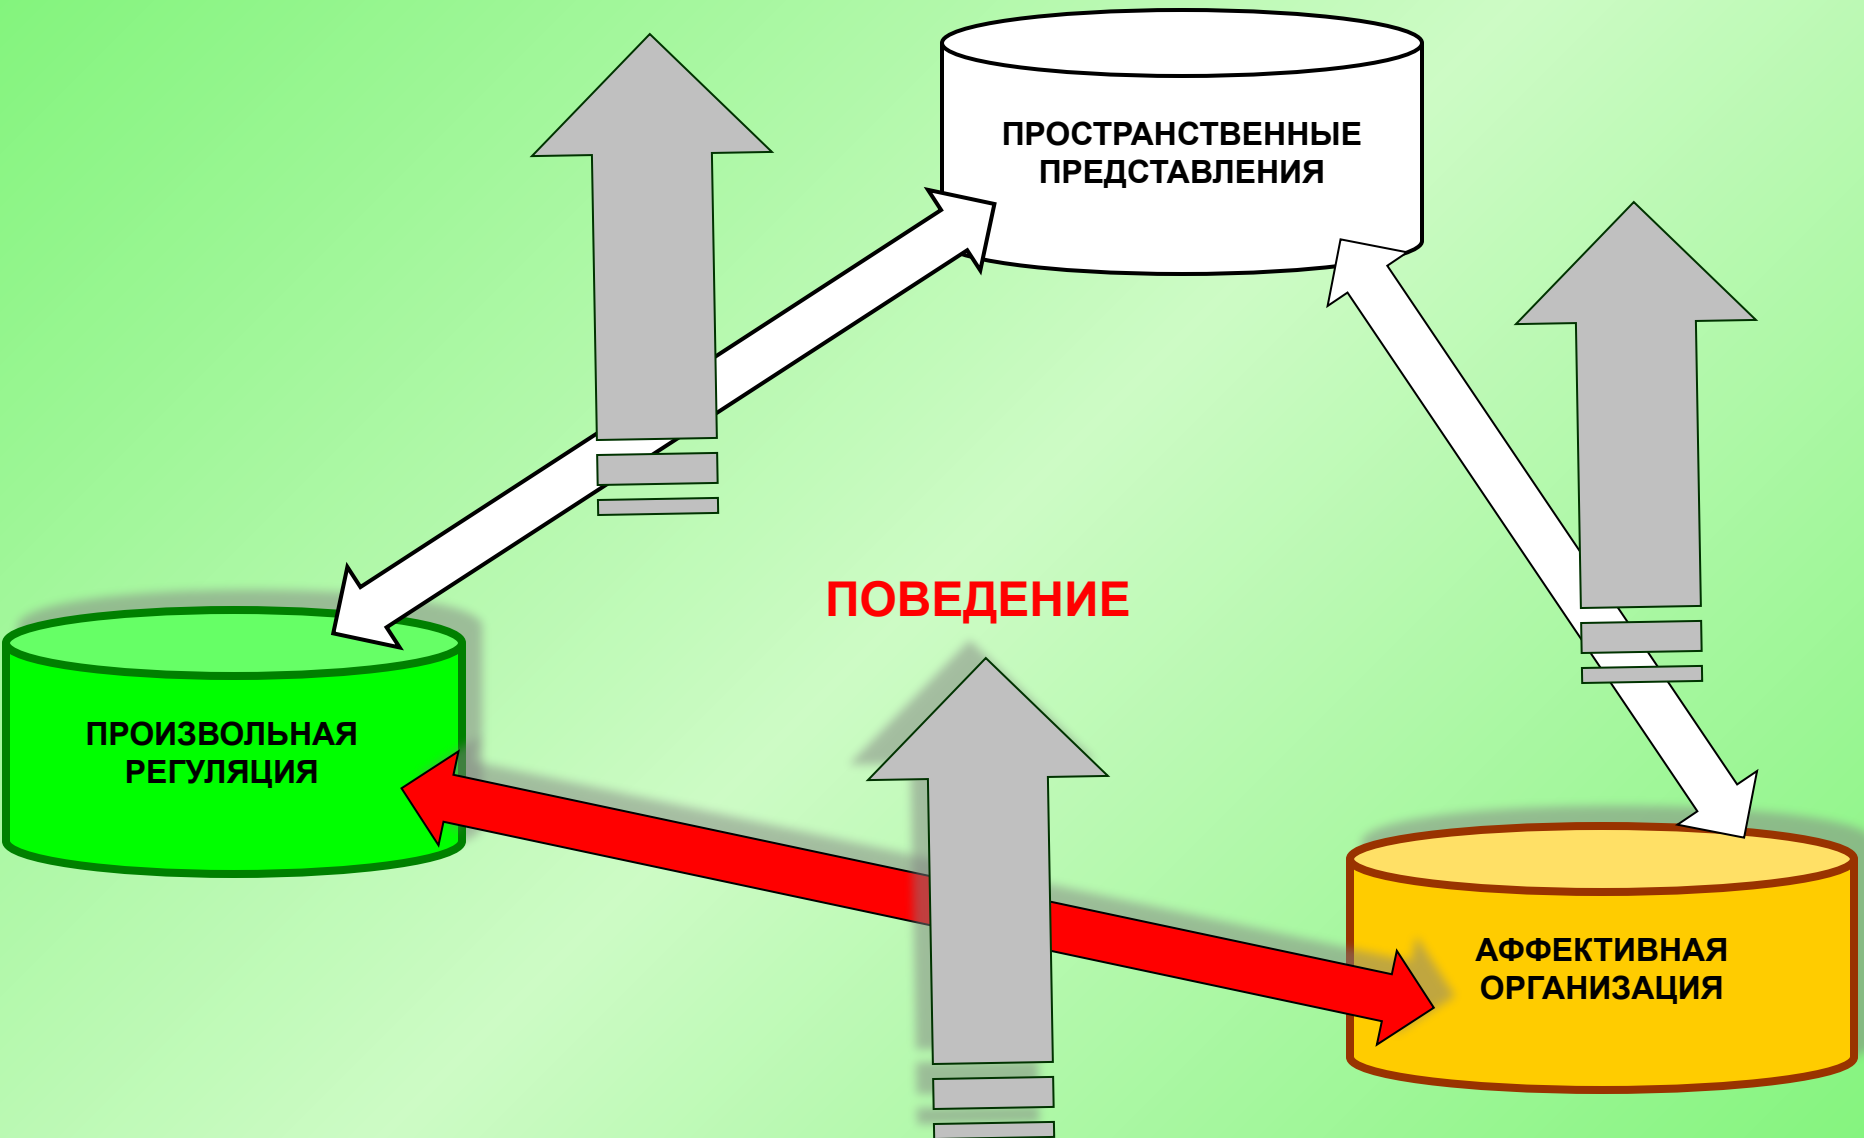 ПРОСТРАНСТВЕННЫЕ
ПРЕДСТАВЛЕНИЯ
ПОВЕДЕНИЕ
ПРОИЗВОЛЬНАЯ
РЕГУЛЯЦИЯ
АФФЕКТИВНАЯ
ОРГАНИЗАЦИЯ